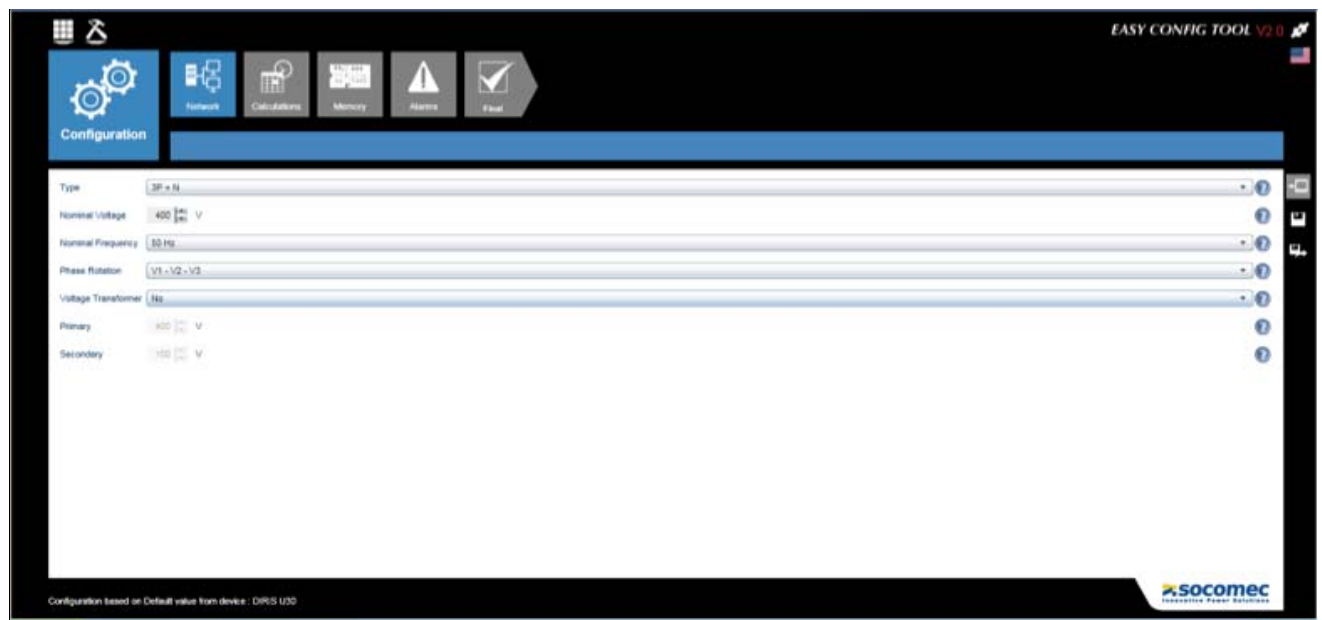 EASY CONFIG TOOL V2.0
Configuration
Network
Calculations
Memory
Alarms
Final
Type 3P + N
Nominal Voltage 400 V
Nominal Frequency 50 Hz
Phase Rotation V1 - V2 - V3
Voltage Transformer No
Primary 400 V
Secondary 100 V
Configuration based on Default value from device : DIRIS U30
socomec
Innovative Power Solutions